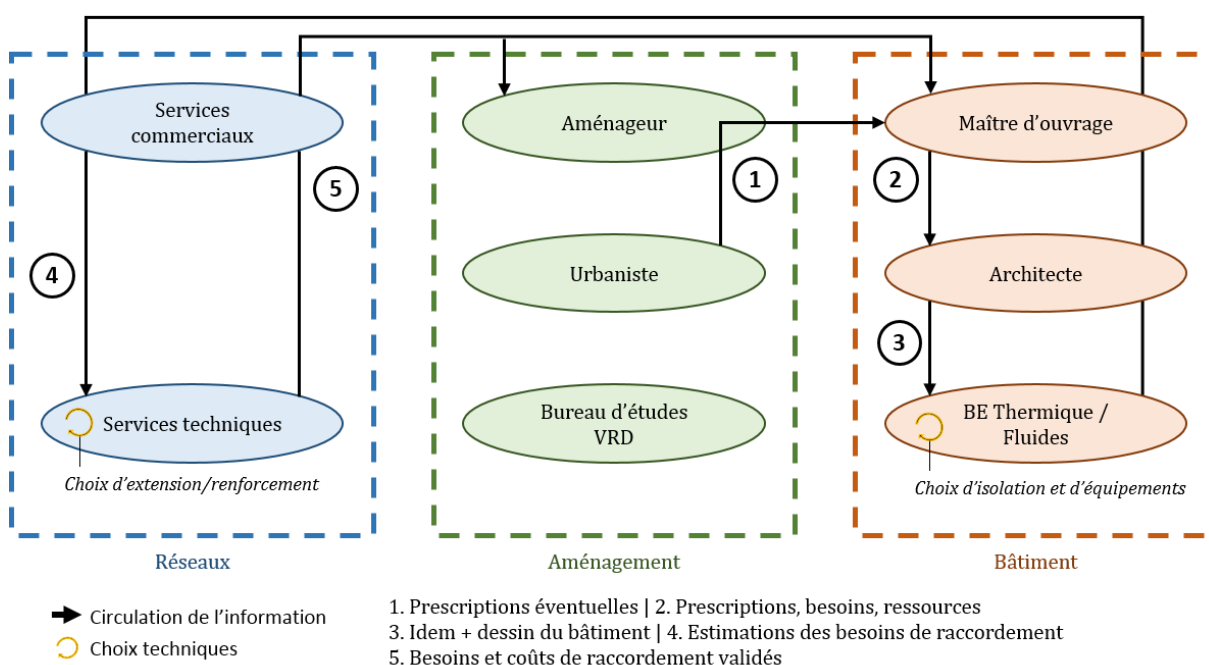 Services
commerciaux
Aménageur
Maître d'ouvrage
5
1
2
4
Urbaniste
Architecte
3
Services techniques
Bureau d'études
VRD
BE Thermique /
Fluides
Choix d'extension/renforcement
Choix d'isolation et d'équipements
Réseaux
Aménagement
Bâtiment
Circulation de l'information
Choix techniques
1. Prescriptions éventuelles | 2. Prescriptions, besoins, ressources
3. Idem + dessin du bâtiment | 4. Estimations des besoins de raccordement
5. Besoins et coûts de raccordement validés